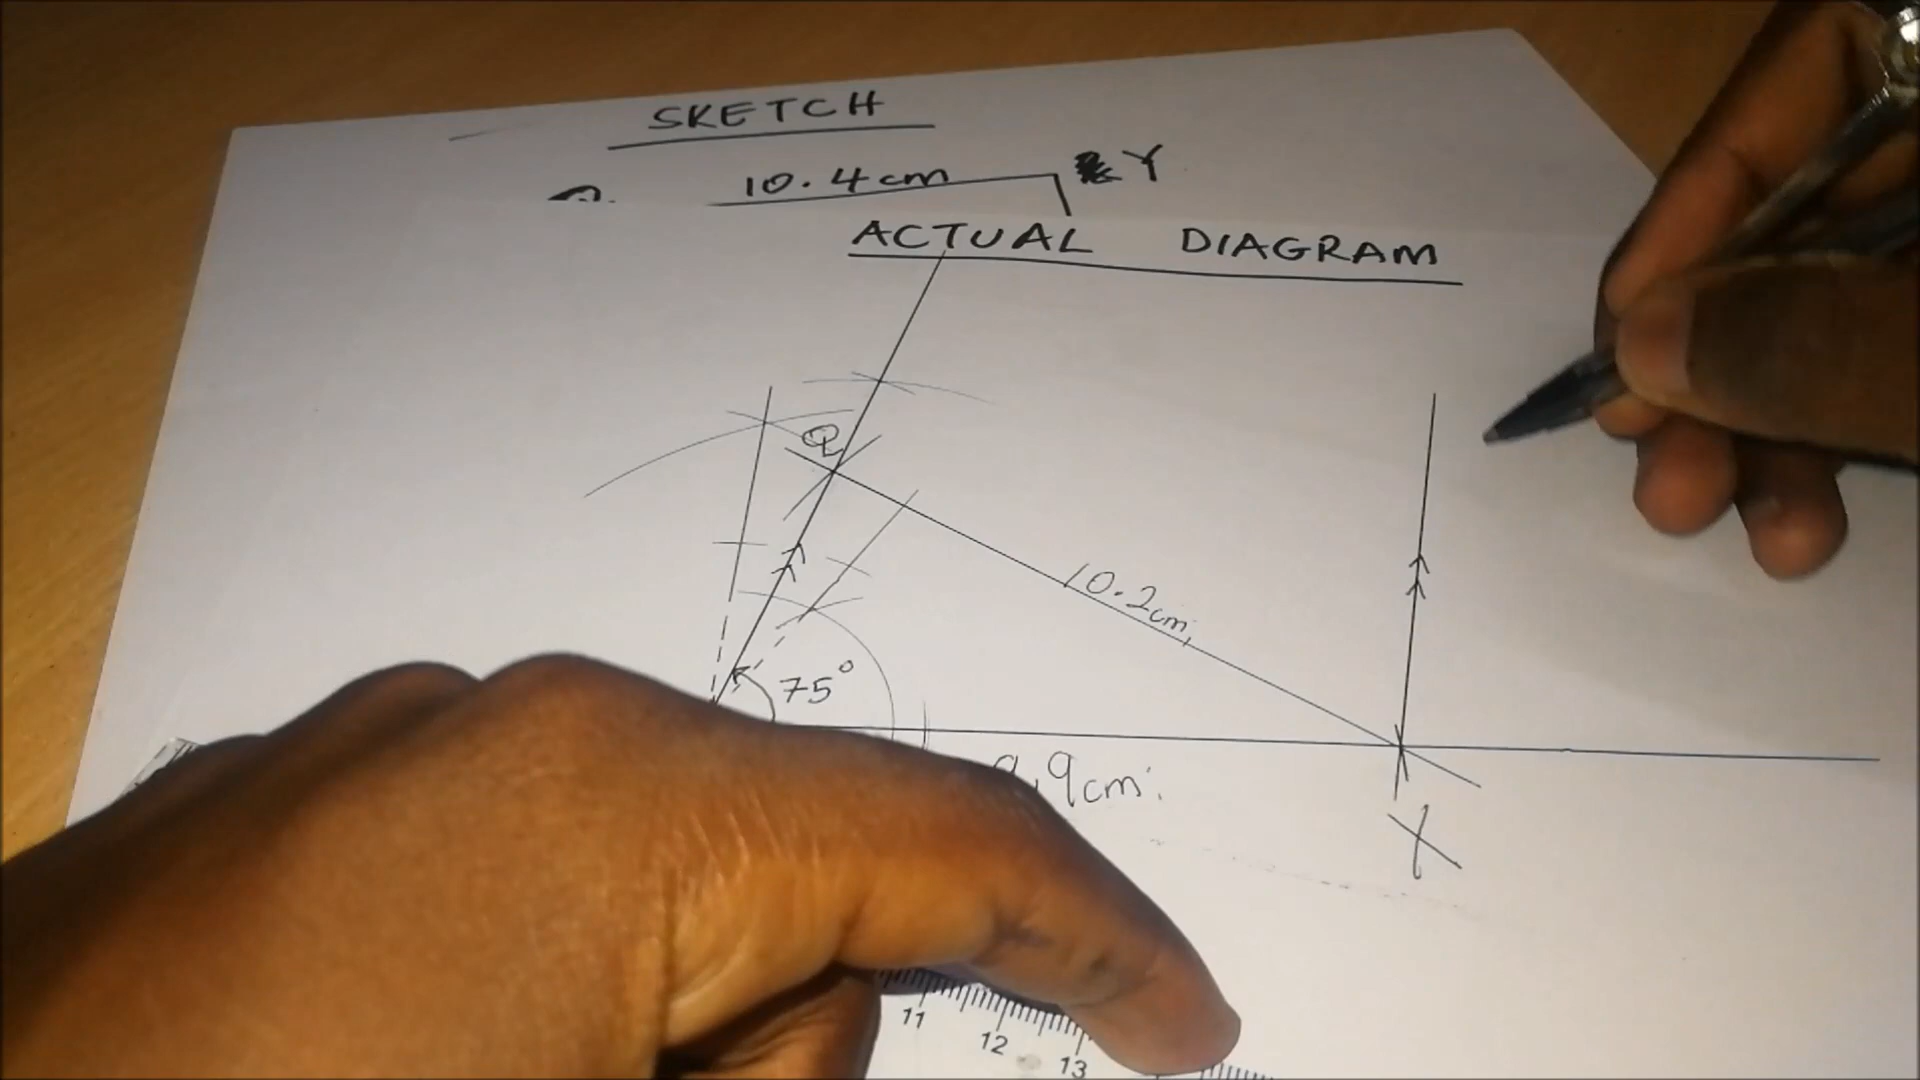 SKETCH
10.4cm
Y
ACTUAL DIAGRAM
Q
10.2cm
75°
9cm
X
11
12
13